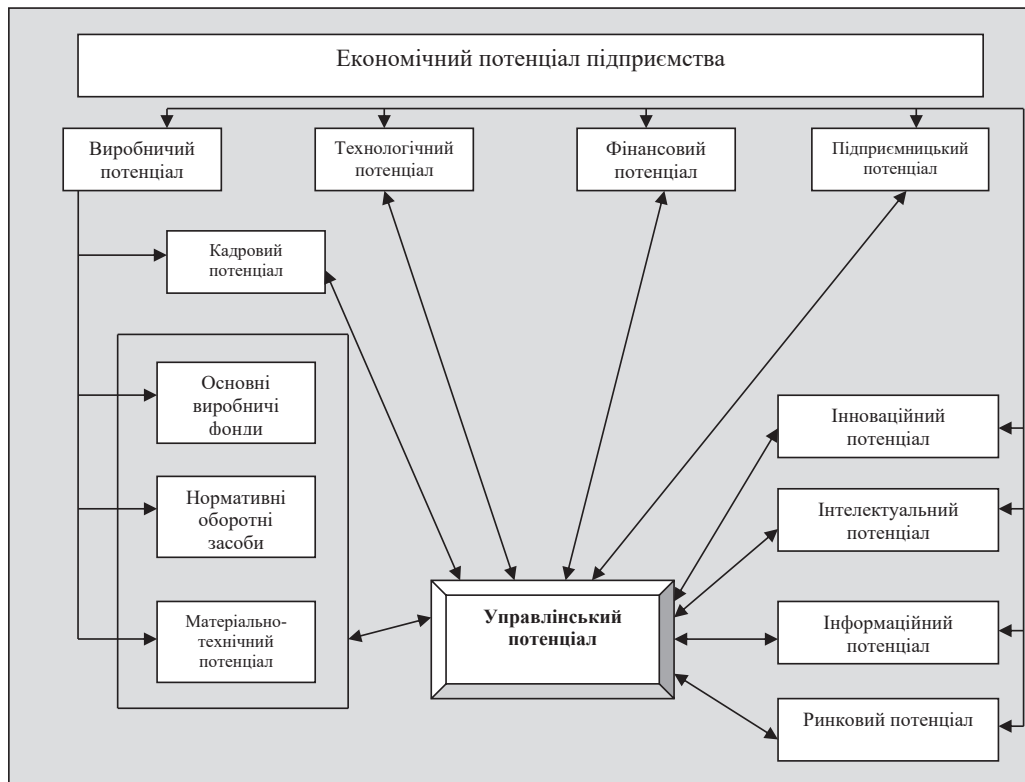 Економічний потенціал підприємства
Виробничий
потенціал
Технологічний
потенціал
Фінансовий
потенціал
Підприємницький
потенціал
Кадровий
потенціал
Основні
виробничі
фонди
Нормативні
оборотні
засоби
Матеріально-
технічний
потенціал
Управлінський
потенціал
Інноваційний
потенціал
Інтелектуальний
потенціал
Інформаційний
потенціал
Ринковий потенціал